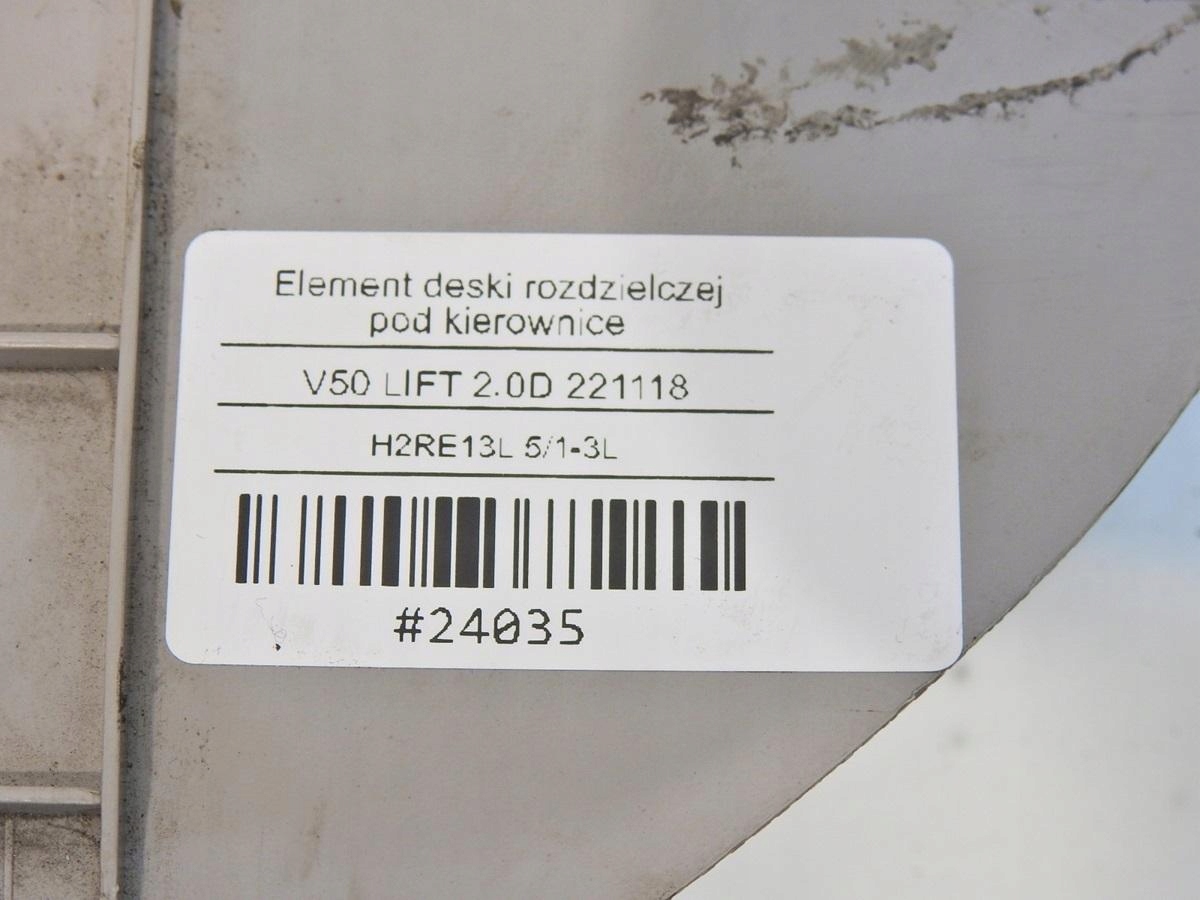 Element deski rozdzielczej
pod kierownice
V50 LIFT 2.0D 221118
H2RE13L 5/1-3L
#24035